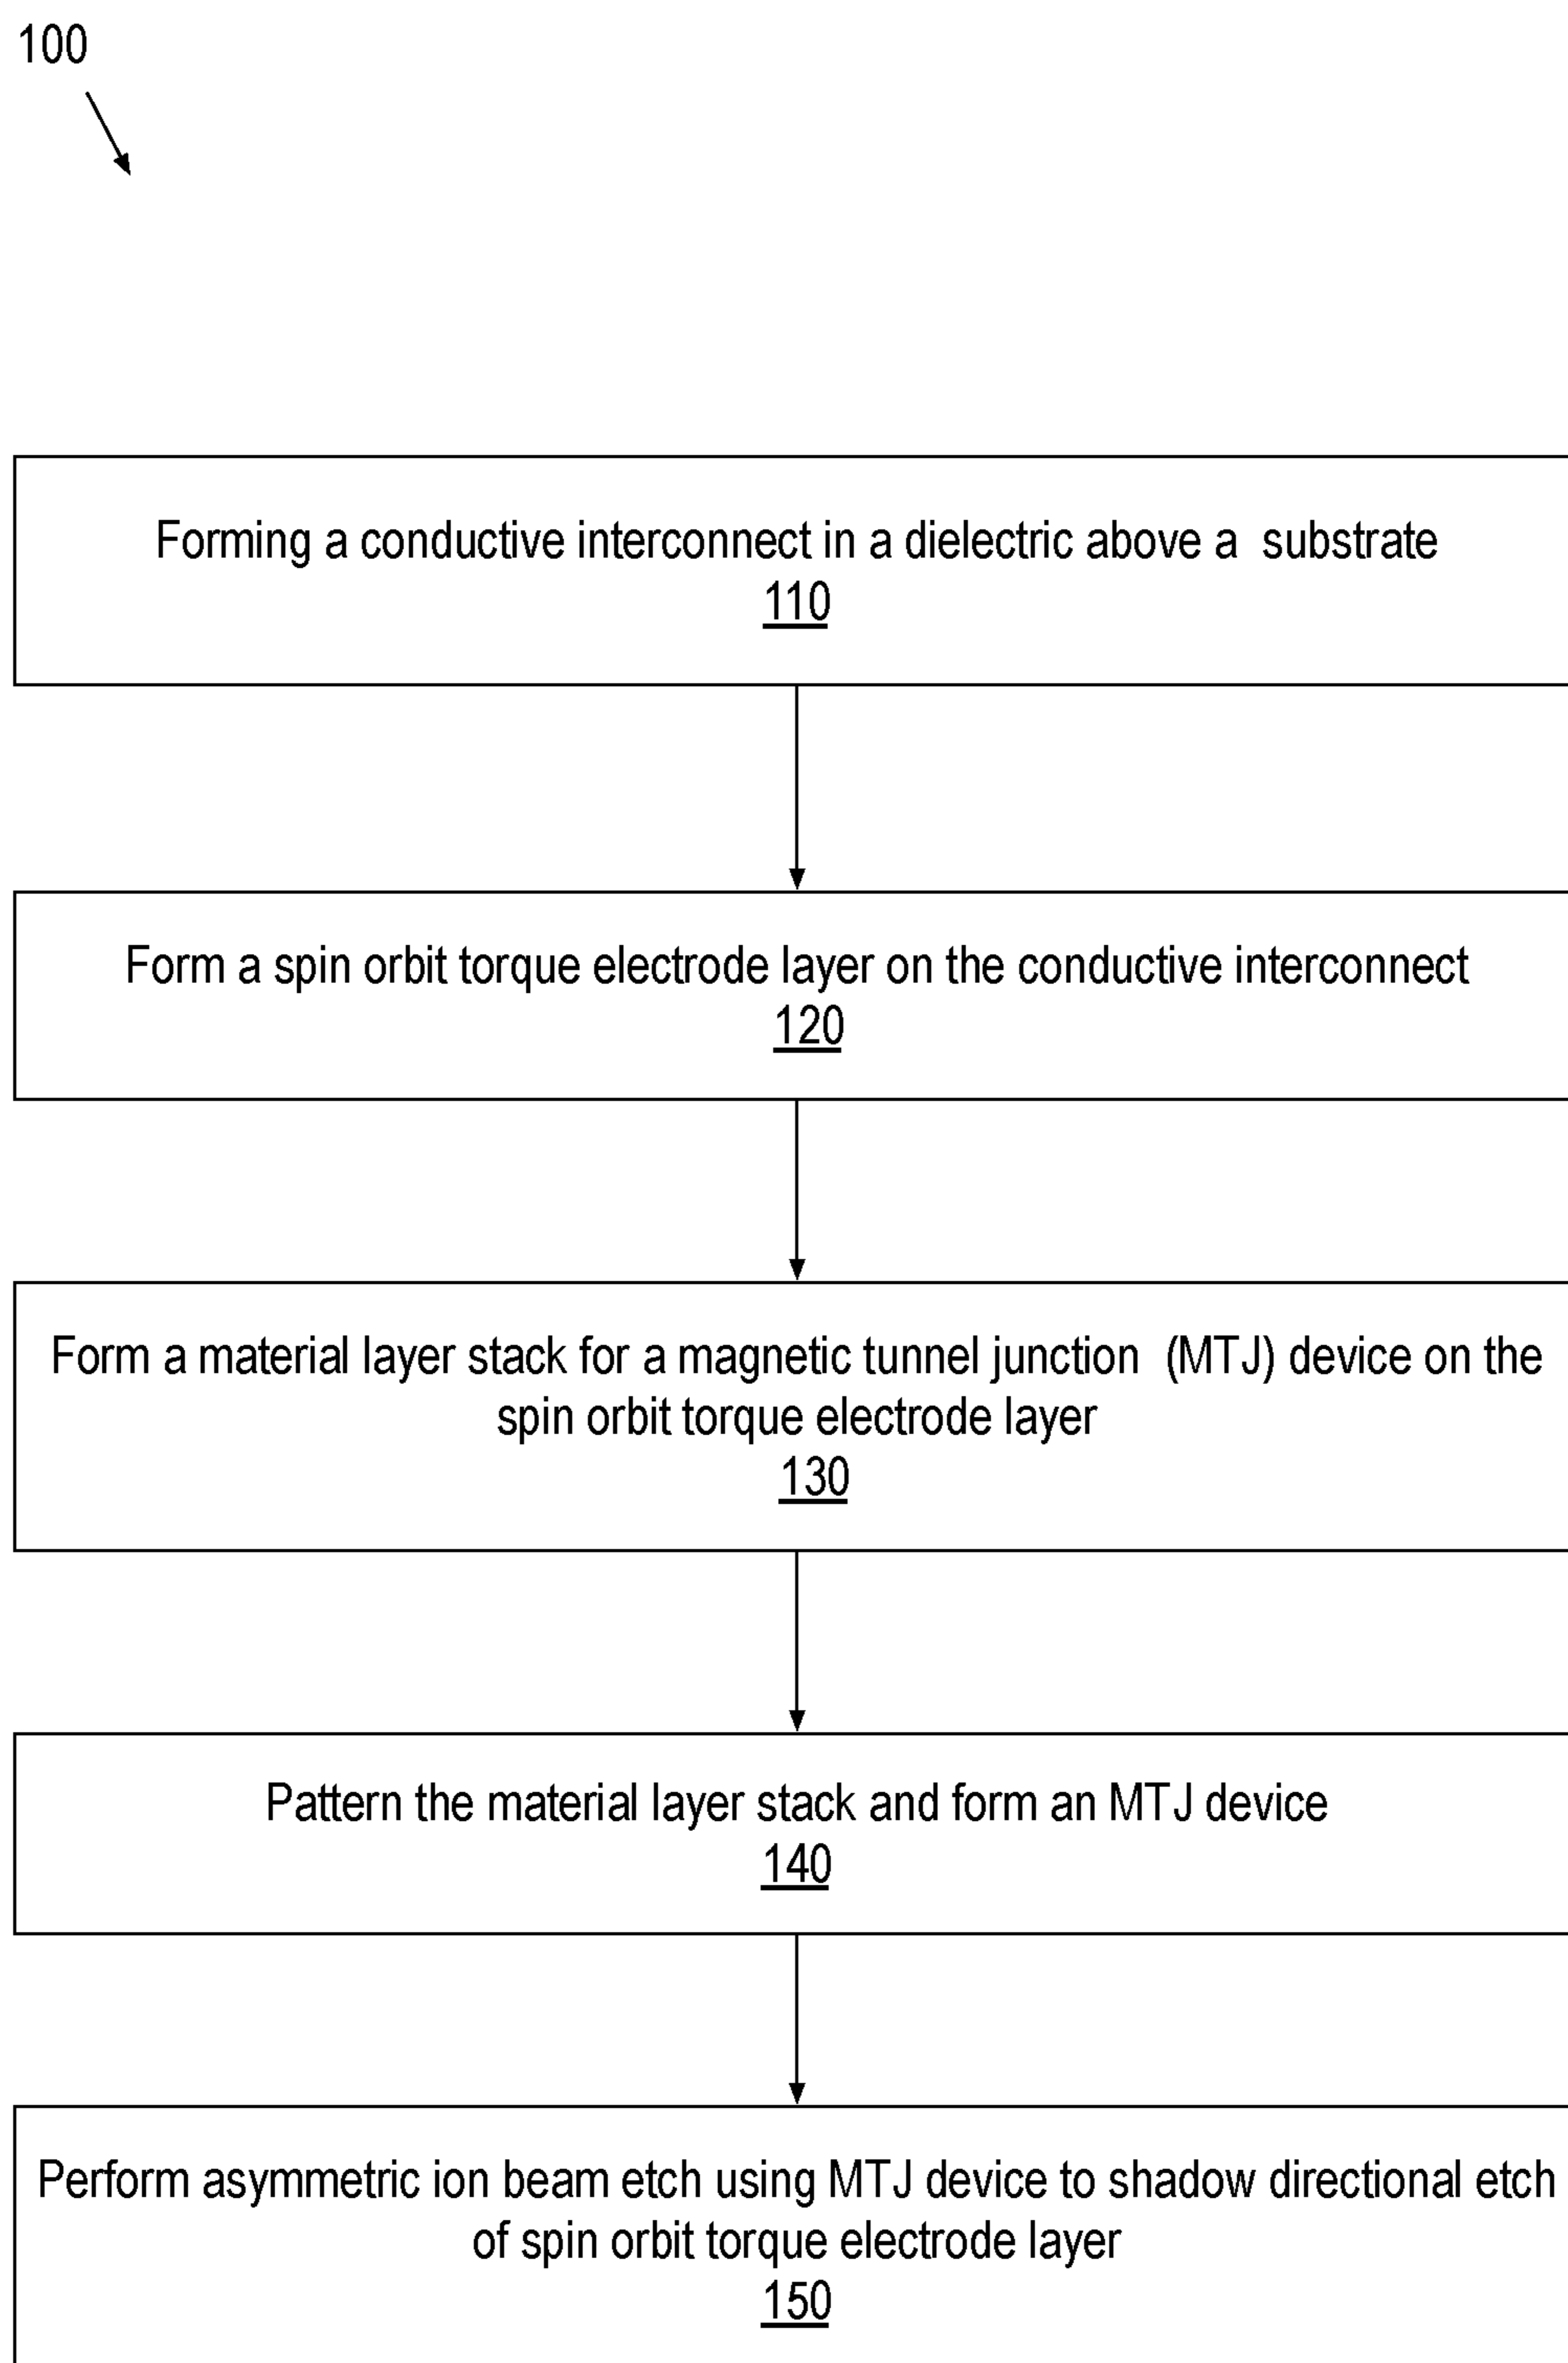 100
Forming a conductive interconnect in a dielectric above a substrate
110
Form a spin orbit torque electrode layer on the conductive interconnect
120
Form a material layer stack for a magnetic tunnel junction (MTJ) device on the
spin orbit torque electrode layer
130
Pattern the material layer stack and form an MTJ device
140
Perform asymmetric ion beam etch using MTJ device to shadow directional etch
of spin orbit torque electrode layer
150